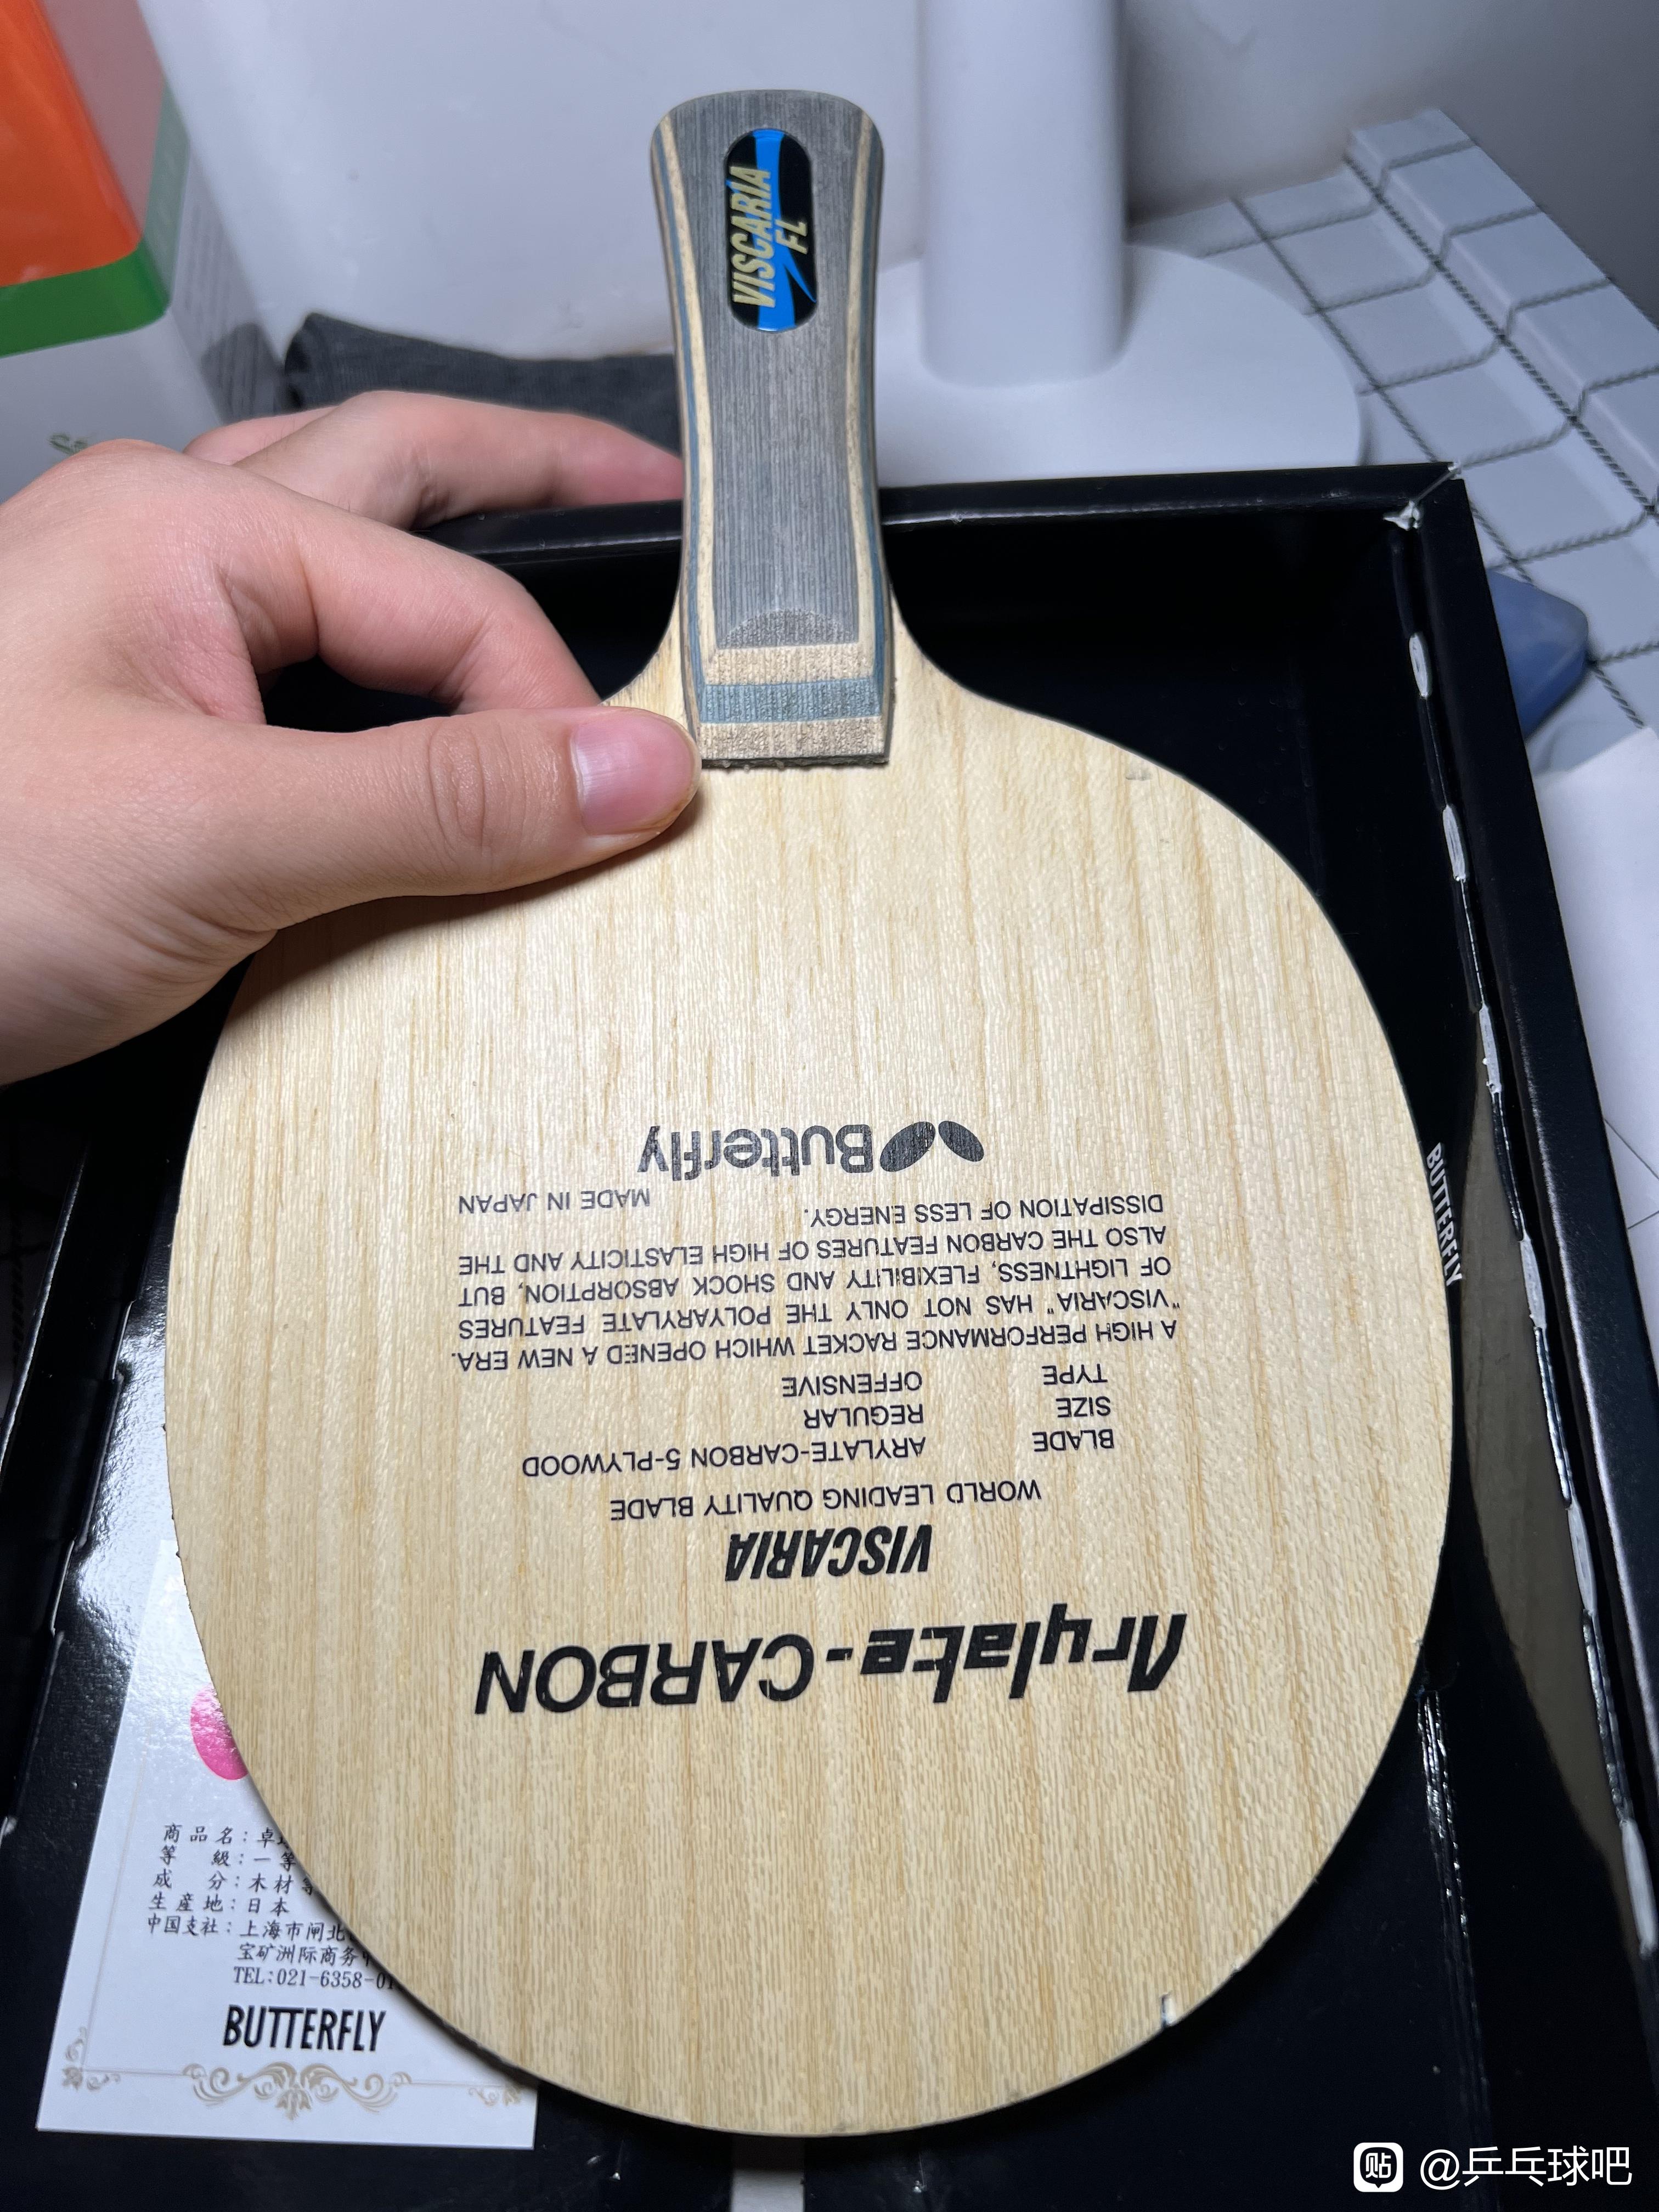 VISCARIA
FL
Arylate-CARBON
VISCARIA
WORLD LEADING QUALITY BLADE
BLADE ARYLATE-CARBON 5-PLYWOOD
SIZE REGULAR
TYPE OFFENSIVE
A HIGH PERFORMANCE RACKET WHICH OPENED A NEW ERA.
"VISCARIA" HAS NOT ONLY THE POLYARYLATE FEATURES
OF LIGHTNESS, FLEXIBILITY AND SHOCK ABSORPTION, BUT
ALSO THE CARBON FEATURES OF HIGH ELASTICITY AND THE
DISSIPATION OF LESS ENERGY.
MADE IN JAPAN
Butterfly
BUTTERFLY
商品名:卓
等級:一等
成分:木材
生産地:日本
中国支社:上海市闸北
宝矿洲际商务
TEL:021-6358-0
BUTTERFLY
贴 @乒乓球吧